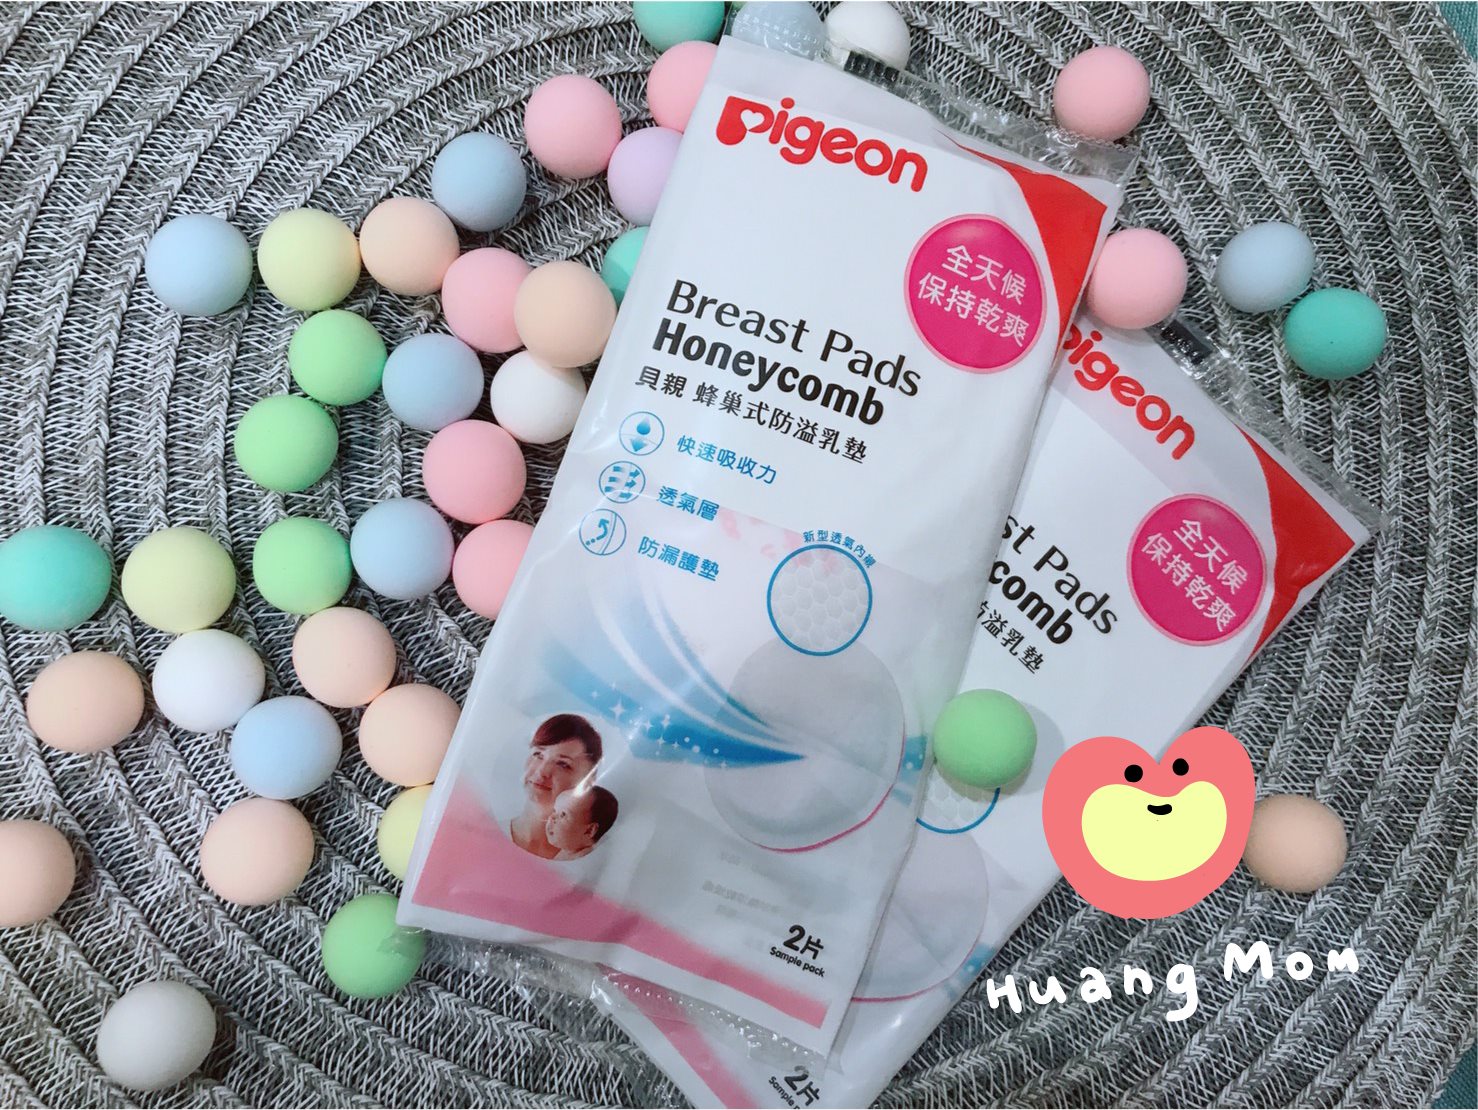 Pigeon
全天候
保持乾爽
Breast Pads
Honeycomb
貝親 蜂巢式防溢乳墊
快速吸收力
透氣層
防漏護墊
新型透氣內襯
2片
Sample pack
pigeon
全天候
保持乾爽
st Pads
comb
防溢乳墊
2片
Sample p
Huang Mom